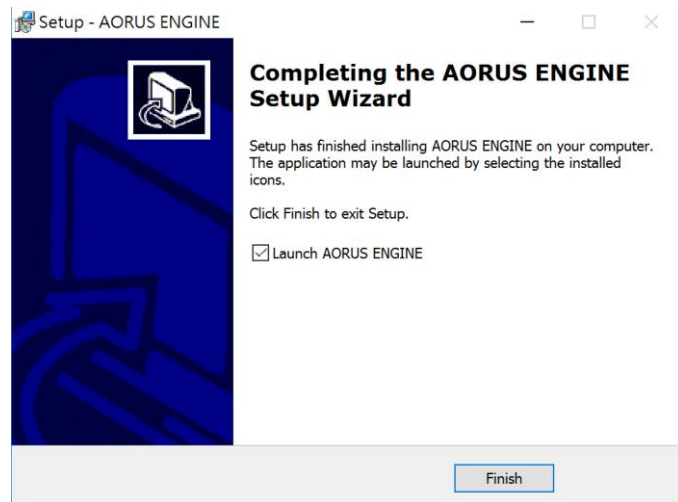 Setup - AORUS ENGINE
Completing the AORUS ENGINE
Setup Wizard
Setup has finished installing AORUS ENGINE on your computer.
The application may be launched by selecting the installed
icons.
Click Finish to exit Setup.
Launch AORUS ENGINE
Finish